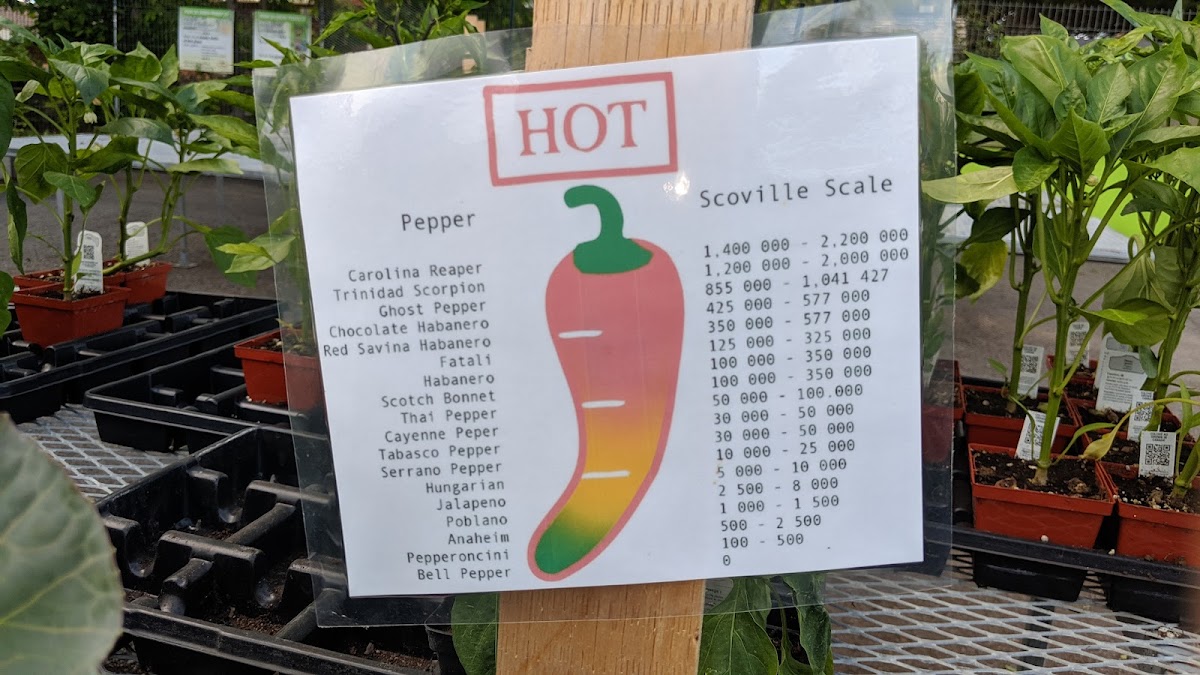 HOT
Pepper Scoville Scale
Carolina Reaper 1,400 000 - 2,200 000
Trinidad Scorpion 1,200 000 - 2,000 000
Ghost Pepper 855 000 - 1,041 427
Chocolate Habanero 425 000 - 577 000
Red Savina Habanero 350 000 - 577 000
Fatali 125 000 - 325 000
Habanero 100 000 - 350 000
Scotch Bonnet 100 000 - 350 000
Thai Pepper 50 000 - 100.000
Cayenne Peper 30 000 - 50 000
Tabasco Pepper 30 000 - 50 000
Serrano Pepper 10 000 - 25 000
Hungarian 5 000 - 10 000
Jalapeno 2 500 - 8 000
Poblano 1 000 - 1 500
Anaheim 500 - 2 500
Pepperoncini 100 - 500
Bell Pepper 0